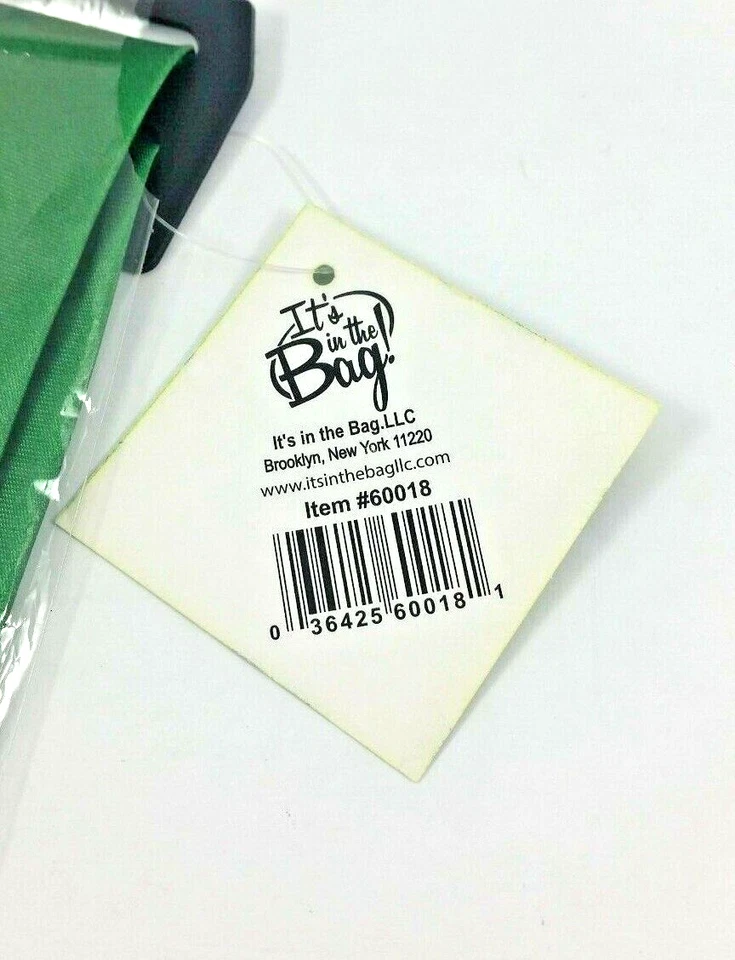 It's
in the
Bag!
It's in the Bag.LLC
Brooklyn, New York 11220
www.itsinthebagllc.com
Item #60018
0 36425 60018 1